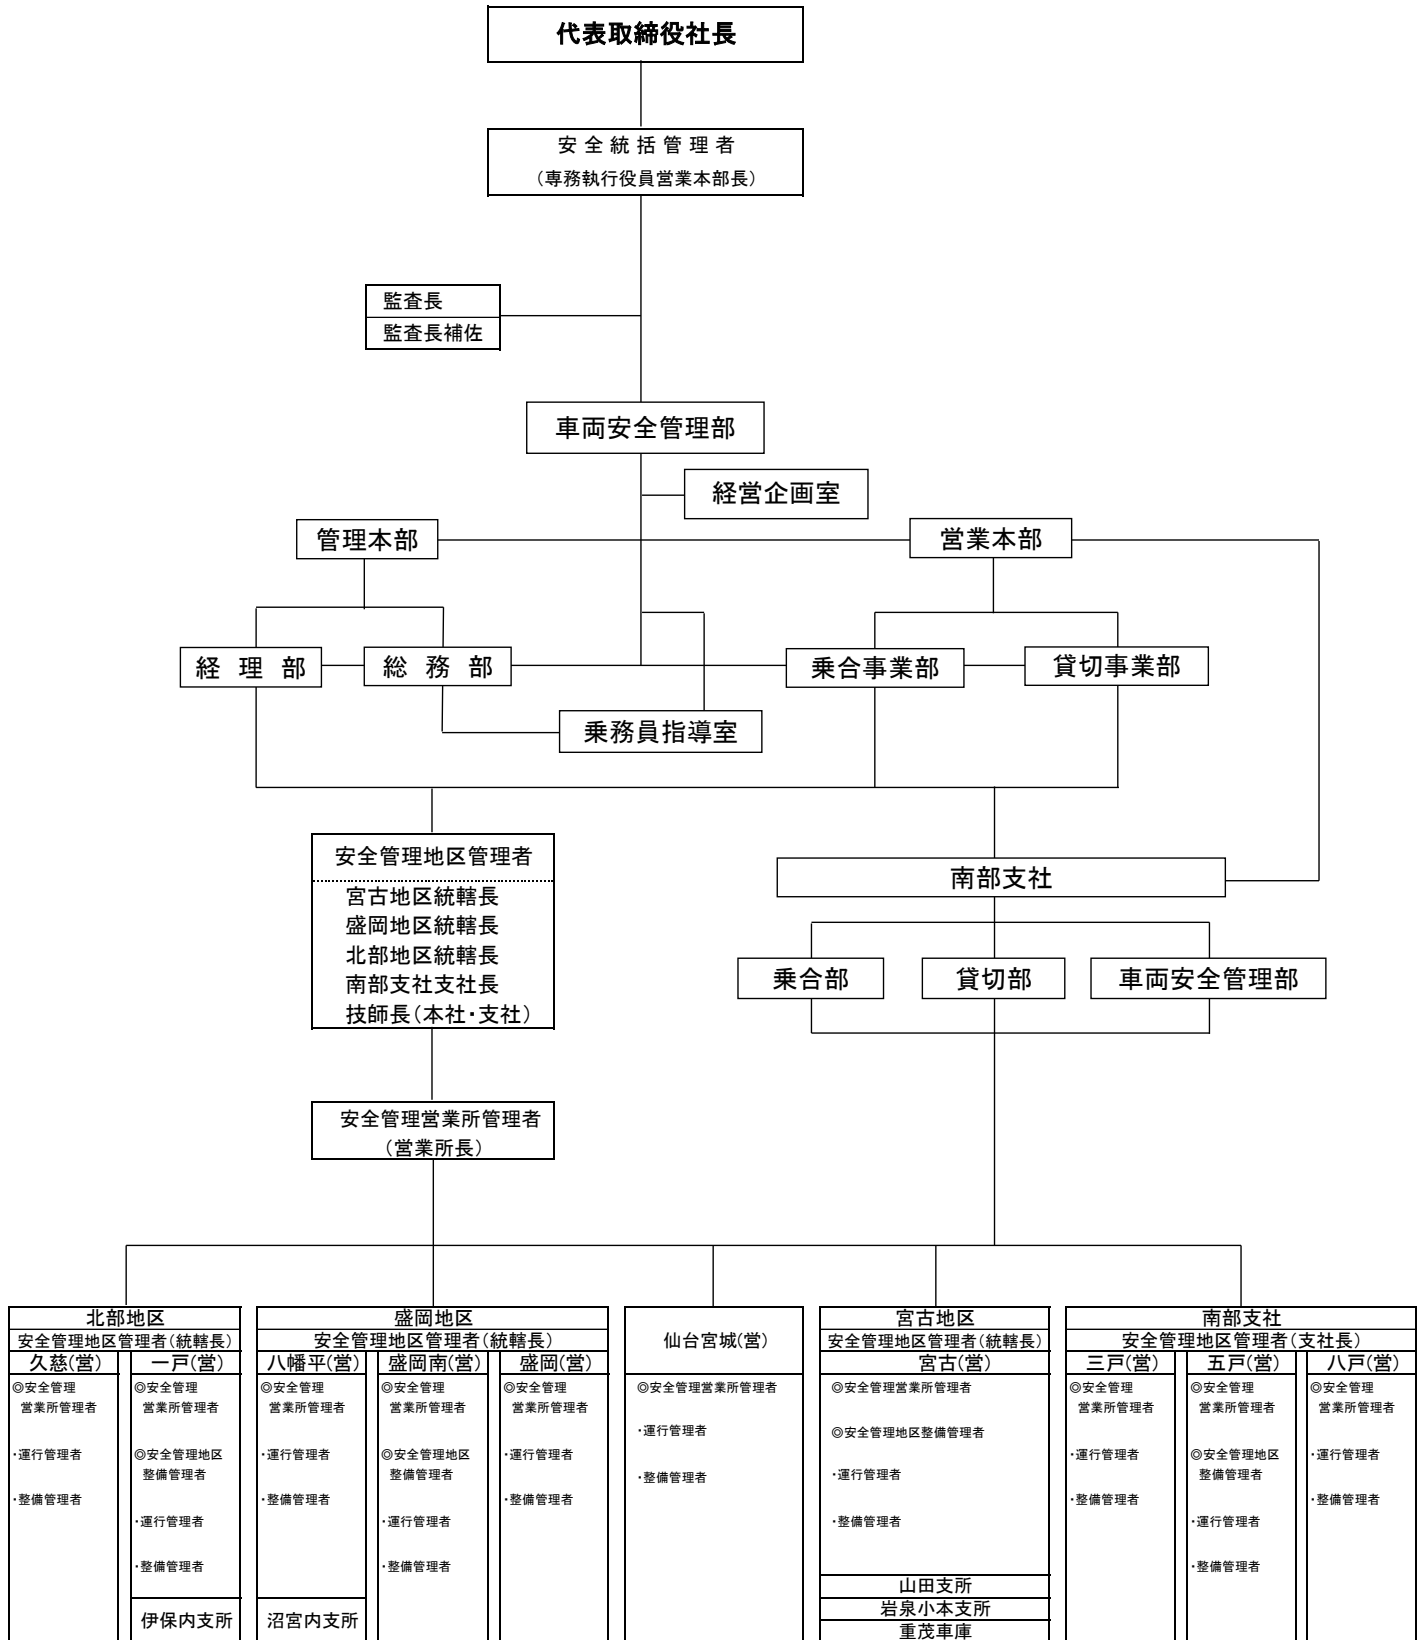 代表取締役社長
安全統括管理者
（専務執行役員営業本部長）
監査長
監査長補佐
車両安全管理部
経営企画室
管理本部
営業本部
経理部
総務部
乗合事業部
貸切事業部
乗務員指導室
安全管理地区管理者
宮古地区統轄長
盛岡地区統轄長
北部地区統轄長
南部支社支社長
技師長（本社・支社）
南部支社
乗合部
貸切部
車両安全管理部
安全管理営業所管理者
（営業所長）
北部地区
安全管理地区管理者（統轄長）
久慈(営)
◎安全管理
営業所管理者
・運行管理者
・整備管理者
一戸(営)
◎安全管理
営業所管理者
◎安全管理地区
整備管理者
・運行管理者
・整備管理者
伊保内支所
盛岡地区
安全管理地区管理者（統轄長）
八幡平(営)
◎安全管理
営業所管理者
・運行管理者
・整備管理者
沼宮内支所
盛岡南(営)
◎安全管理
営業所管理者
◎安全管理地区
整備管理者
・運行管理者
・整備管理者
盛岡(営)
◎安全管理
営業所管理者
・運行管理者
・整備管理者
仙台宮城(営)
◎安全管理営業所管理者
・運行管理者
・整備管理者
宮古地区
安全管理地区管理者（統轄長）
宮古(営)
◎安全管理営業所管理者
◎安全管理地区整備管理者
・運行管理者
・整備管理者
山田支所
岩泉小本支所
重茂車庫
南部支社
安全管理地区管理者（支社長）
三戸(営)
◎安全管理
営業所管理者
・運行管理者
・整備管理者
五戸(営)
◎安全管理
営業所管理者
◎安全管理地区
整備管理者
・運行管理者
・整備管理者
八戸(営)
◎安全管理
営業所管理者
・運行管理者
・整備管理者